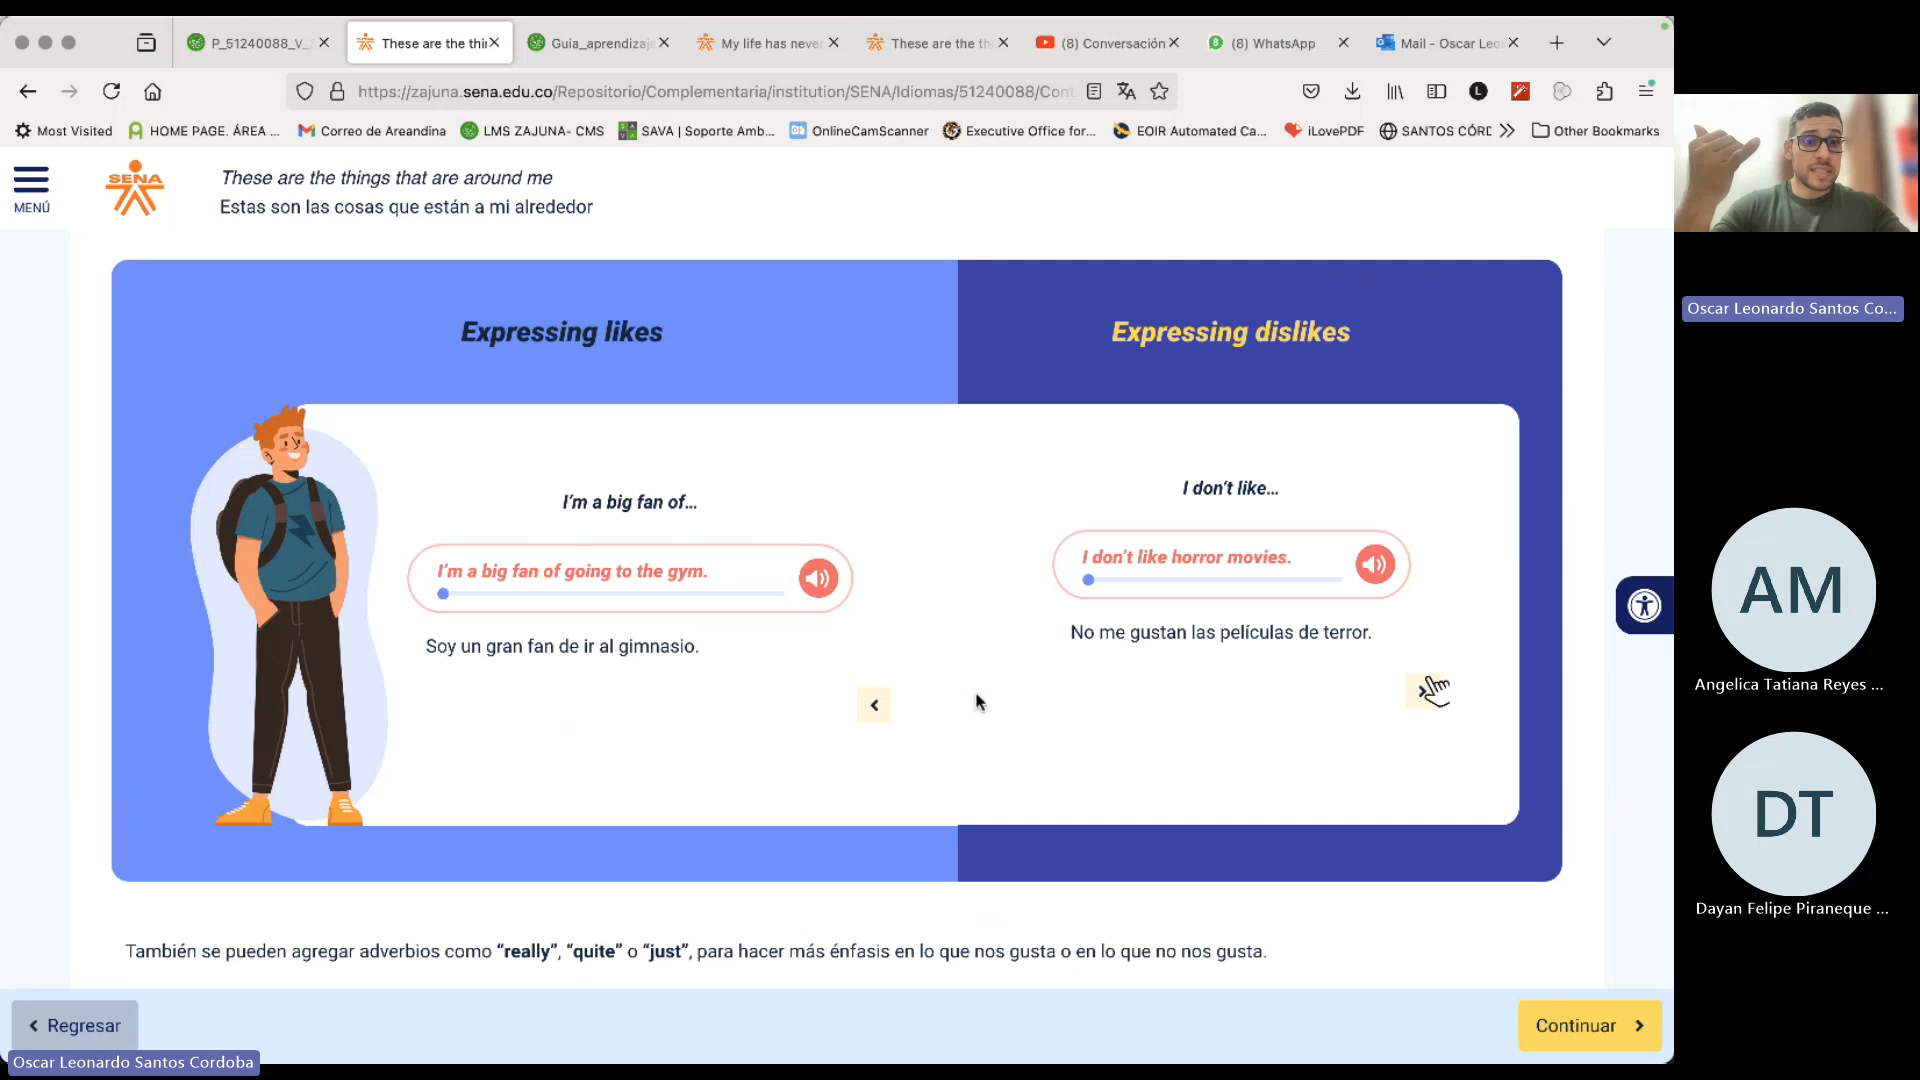 P_51240088_V_
These are the thi
Guia_aprendizaj
My life has neve
These are the th
(8) Conversación
(8) WhatsApp
Mail - Oscar Leo
https://zajuna.sena.edu.co/Repositorio/Complementaria/institution/SENA/Idiomas/51240088/Con
Most Visited
HOME PAGE. ÁREA ...
Correo de Areandina
LMS ZAJUNA- CMS
SAVA | Soporte Amb...
OnlineCamScanner
Executive Office for...
EOIR Automated Ca...
iLovePDF
SANTOS CÓRD
Other Bookmarks
MENÚ
SENA
These are the things that are around me
Estas son las cosas que están a mi alrededor
Expressing likes
Expressing dislikes
I'm a big fan of...
I'm a big fan of going to the gym.
Soy un gran fan de ir al gimnasio.
I don't like...
I don't like horror movies.
No me gustan las películas de terror.
También se pueden agregar adverbios como “really”, “quite” o “just”, para hacer más énfasis en lo que nos gusta o en lo que no nos gusta.
Regresar
Continuar
Oscar Leonardo Santos Cordoba
Oscar Leonardo Santos Co...
AM
Angelica Tatiana Reyes ...
DT
Dayan Felipe Piraneque ...